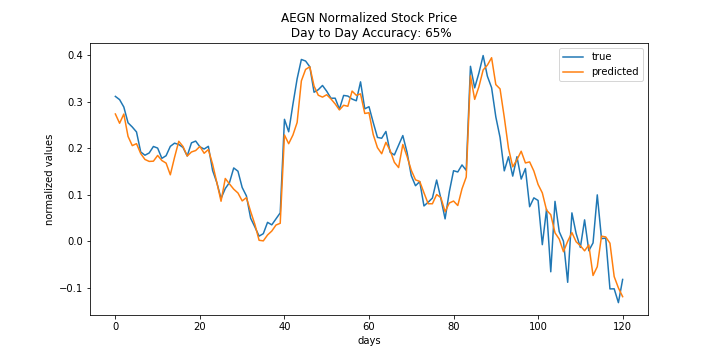 AEGN Normalized Stock Price
Day to Day Accuracy: 65%
true
predicted
normalized values
0.4
0.3
0.2
0.1
0.0
−0.1
0 20 40 60 80 100 120
days